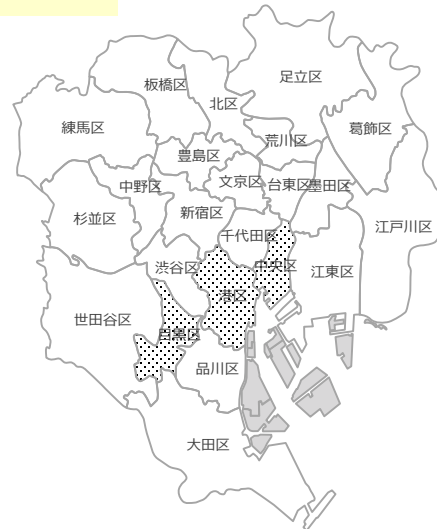 足立区
板橋区
北区
練馬区
葛飾区
荒川区
豊島区
文京区
台東区
墨田区
中野区
杉並区
新宿区
江戸川区
千代田区
渋谷区
中央区
江東区
港区
世田谷区
目黒区
品川区
大田区